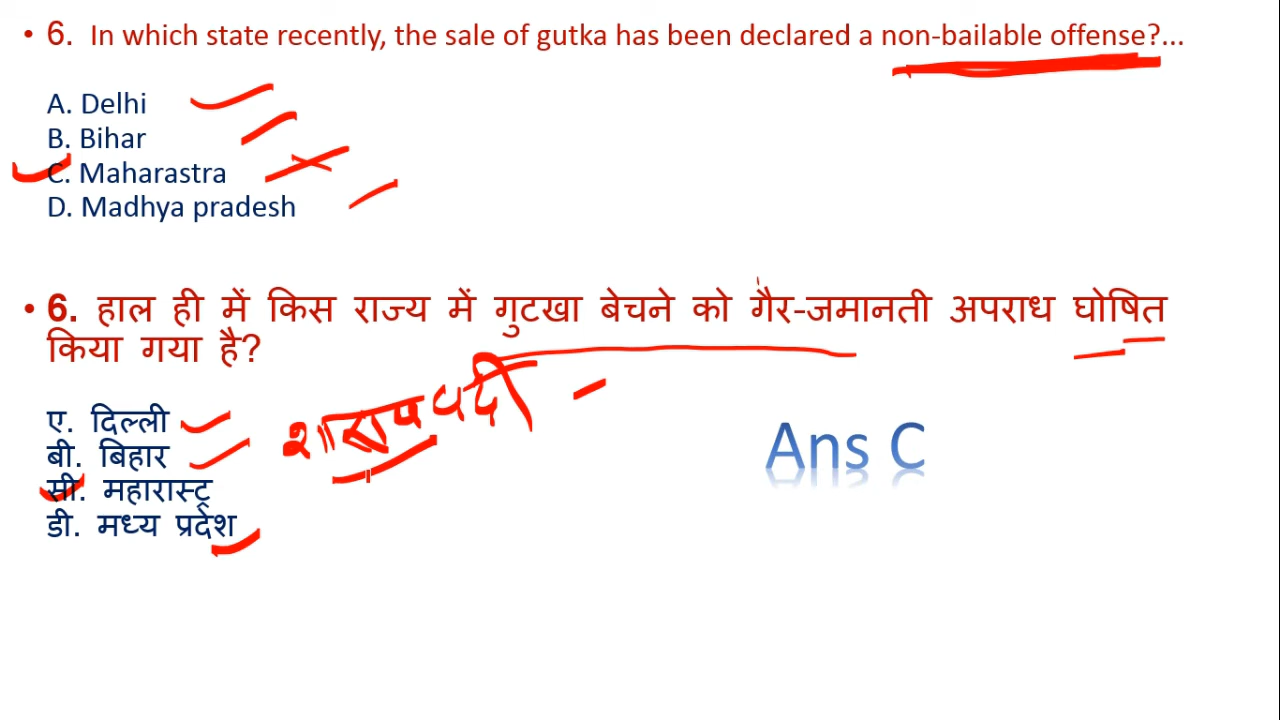 • 6. In which state recently, the sale of gutka has been declared a non-bailable offense?...
A. Delhi
B. Bihar
C. Maharastra
D. Madhya pradesh
• 6. हाल ही में किस राज्य में गुटखा बेचने को गैर-जमानती अपराध घोषित
किया गया है?
ए. दिल्ली
बी. बिहार
सी. महारास्ट्र
डी. मध्य प्रदेश
Ans C